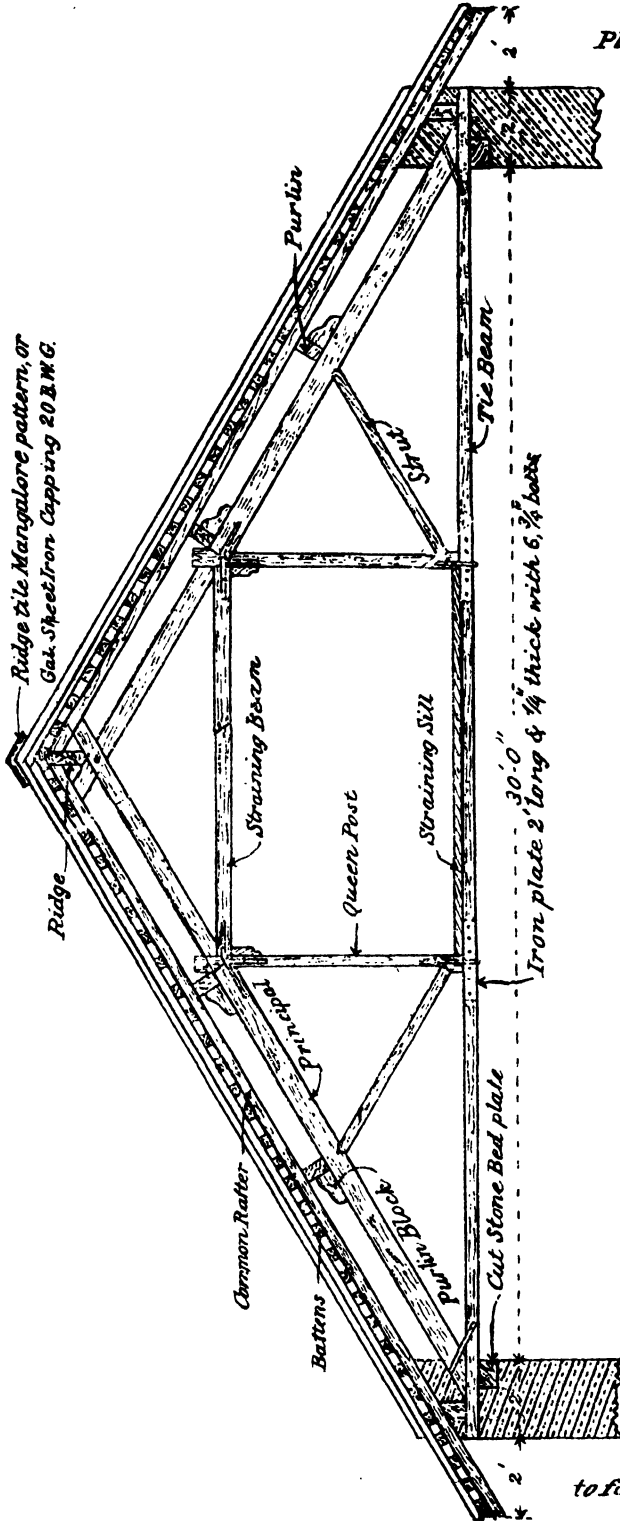 Ridge tile Mangalore pattern, or
Gal. Sheet Iron Capping 20 B.W.G.
Ridge
Purlin
Common Rafter
Battens
Strut
Straining Beam
Principal
Purlin Block
Queen Post
Straining Sill
Tie Beam
Cut Stone Bed plate
30'-0"
Iron plate 2' long & 1/4" thick with 6, 3/4" bolts
2'
2'
2'
2'
Pl
to fa